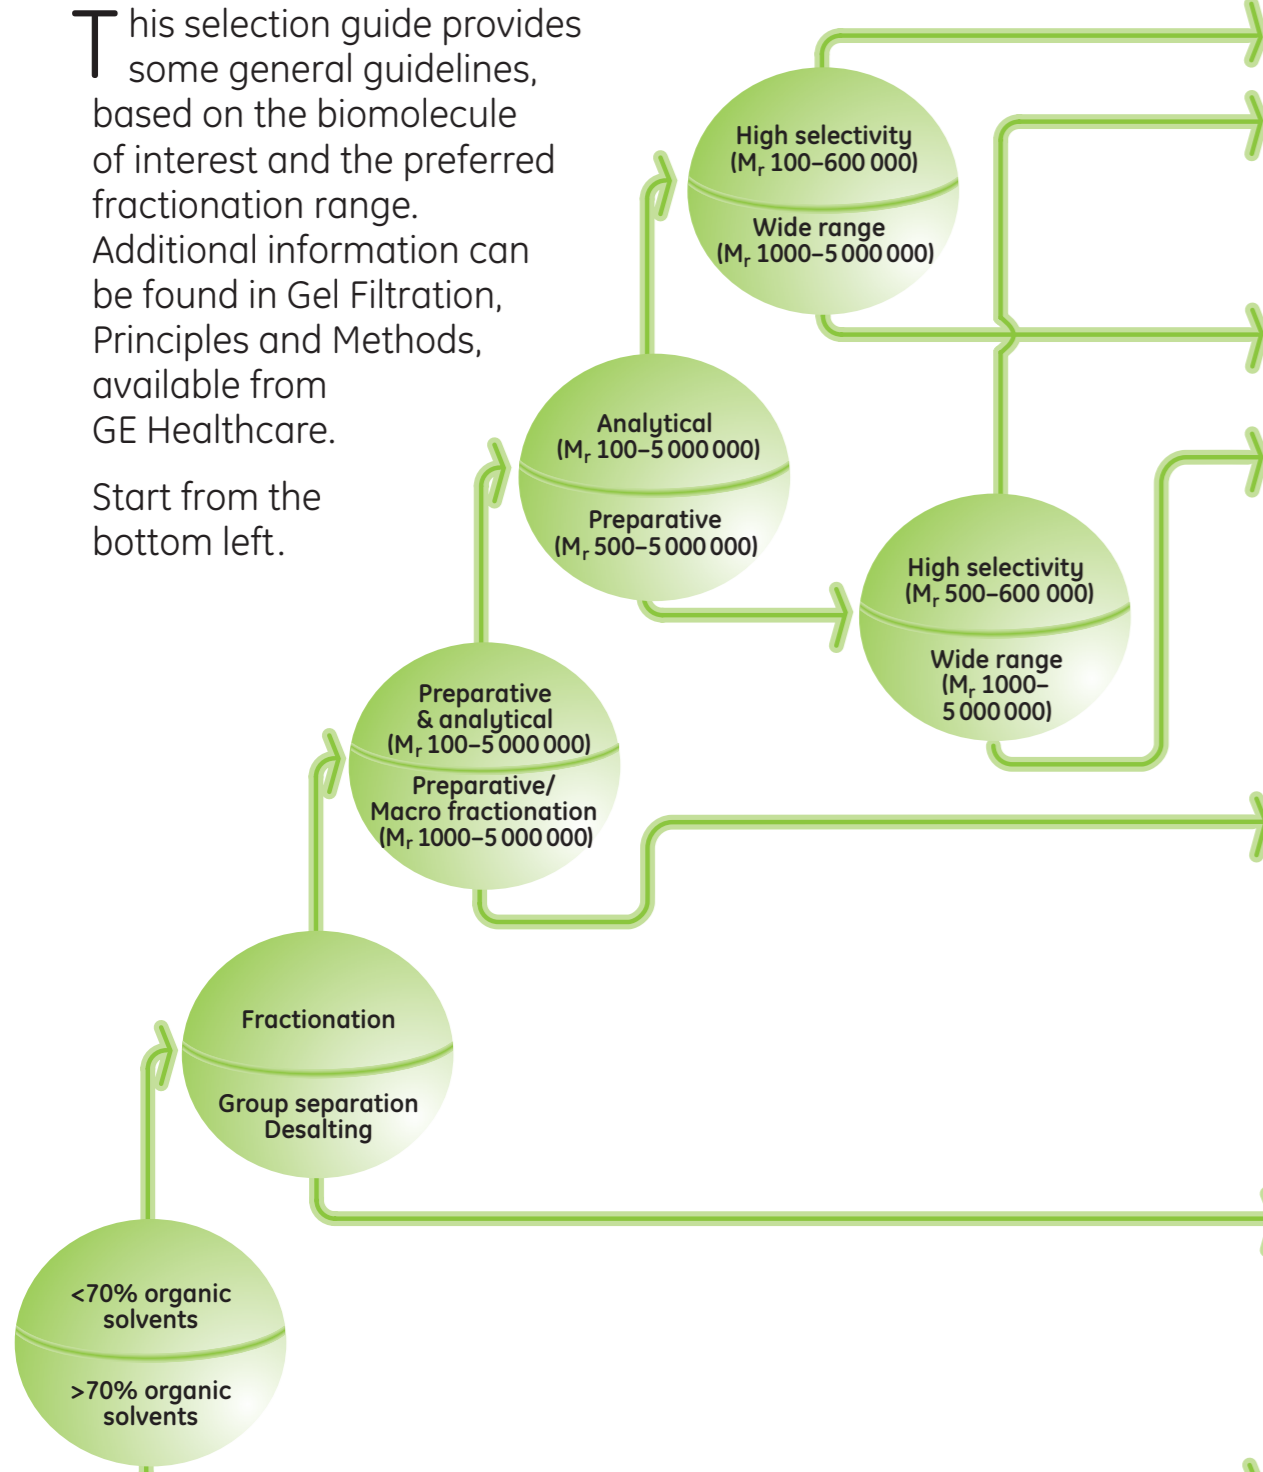 This selection guide provides
some general guidelines,
based on the biomolecule
of interest and the preferred
fractionation range.
Additional information can
be found in Gel Filtration,
Principles and Methods,
available from
GE Healthcare.
Start from the
bottom left.
High selectivity
(Mr 100–600 000)
Wide range
(Mr 1000–5 000 000)
Analytical
(Mr 100–5 000 000)
Preparative
(Mr 500–5 000 000)
High selectivity
(Mr 500–600 000)
Wide range
(Mr 1000–
5 000 000)
Preparative
& analytical
(Mr 100–5 000 000)
Preparative/
Macro fractionation
(Mr 1000–5 000 000)
Fractionation
Group separation
Desalting
<70% organic
solvents
>70% organic
solvents